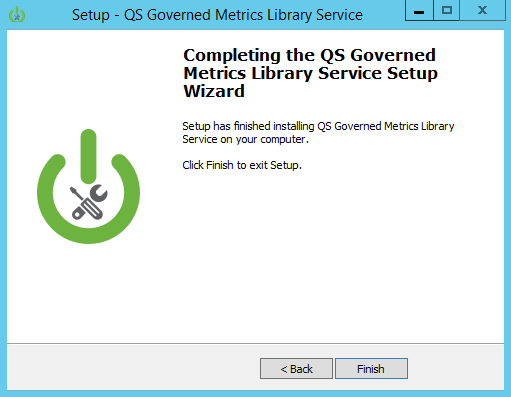 Setup - QS Governed Metrics Library Service
Completing the QS Governed
Metrics Library Service Setup
Wizard
Setup has finished installing QS Governed Metrics Library
Service on your computer.
Click Finish to exit Setup.
< Back
Finish